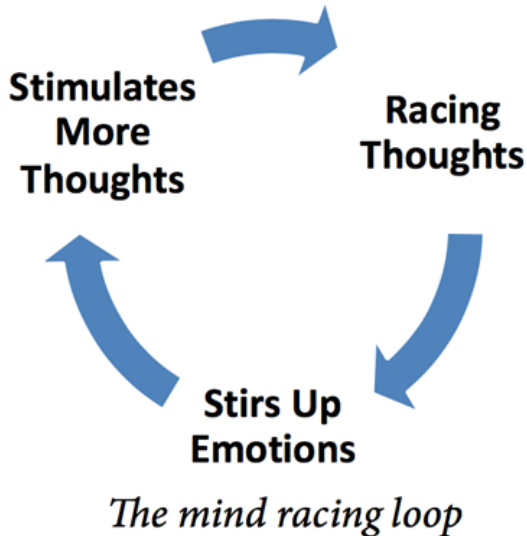 Stimulates
More
Thoughts
Racing
Thoughts
Stirs Up
Emotions
The mind racing loop